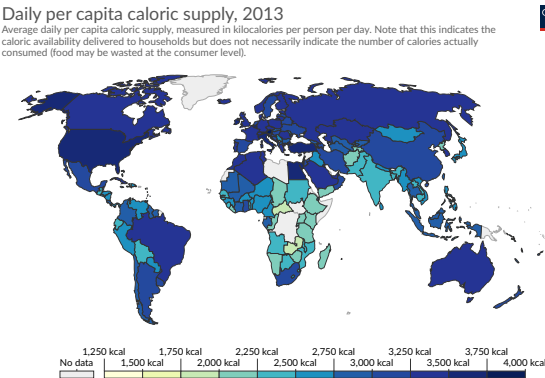 Daily per capita caloric supply, 2013
Average daily per capita caloric supply, measured in kilocalories per person per day. Note that this indicates the
caloric availability delivered to households but does not necessarily indicate the number of calories actually
consumed (food may be wasted at the consumer level).
1,250 kcal 1,750 kcal 2,250 kcal 2,750 kcal 3,250 kcal 3,750 kcal
No data 1,500 kcal 2,000 kcal 2,500 kcal 3,000 kcal 3,500 kcal 4,000 kcal